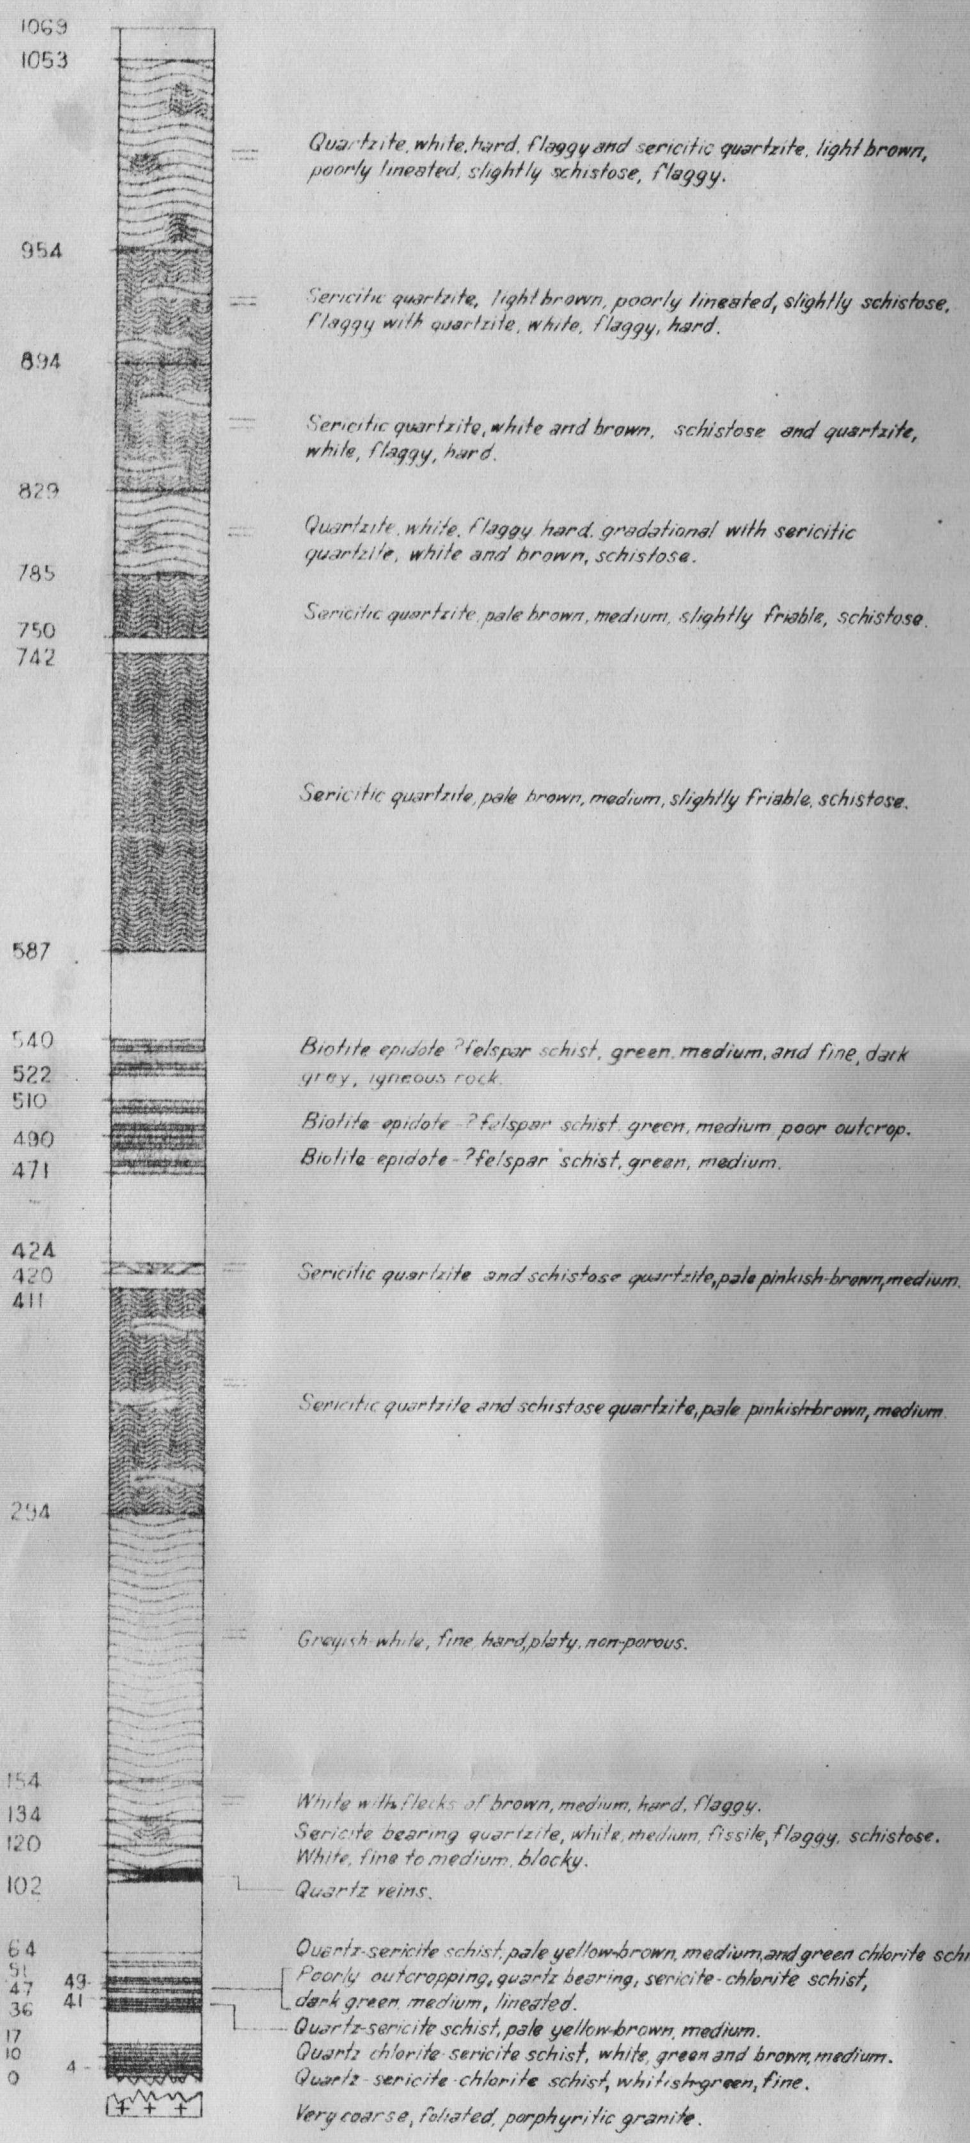 1069
1053
Quartzite, white, hard, flaggy and sericitic quartzite, light brown,
poorly lineated, slightly schistose, flaggy.
954
Sericitic quartzite, light brown, poorly lineated, slightly schistose,
flaggy with quartzite, white, flaggy, hard.
894
Sericitic quartzite, white and brown, schistose and quartzite,
white, flaggy, hard.
829
Quartzite, white, flaggy hard, gradational with sericitic
quartzite, white and brown, schistose.
785
Sericitic quartzite, pale brown, medium, slightly friable, schistose.
750
742
Sericitic quartzite, pale brown, medium, slightly friable, schistose.
587
540
Biotite epidote ?felspar schist, green, medium, and fine, dark
grey, igneous rock.
522
510
Biotite-epidote-?felspar schist green, medium poor outcrop.
490
Biotite-epidote-?felspar schist, green, medium.
471
424
420
Sericitic quartzite and schistose quartzite, pale pinkish-brown, medium.
411
Sericitic quartzite and schistose quartzite, pale pinkish-brown, medium.
294
Greyish-white, fine, hard, platy, non-porous.
154
White with flecks of brown, medium, hard, flaggy.
134
Sericite bearing quartzite, white, medium, fissile, flaggy, schistose.
120
White, fine to medium, blocky.
102
Quartz veins.
64
Quartz-sericite schist, pale yellow-brown, medium, and green chlorite schi
51
49
Poorly outcropping, quartz bearing, sericite-chlorite schist,
47
41
dark green, medium, lineated.
36
Quartz-sericite schist, pale yellow-brown, medium.
17
10
Quartz chlorite-sericite schist, white, green and brown, medium.
4
0
Quartz-sericite-chlorite schist, whitish-green, fine.
Very coarse, foliated, porphyritic granite.